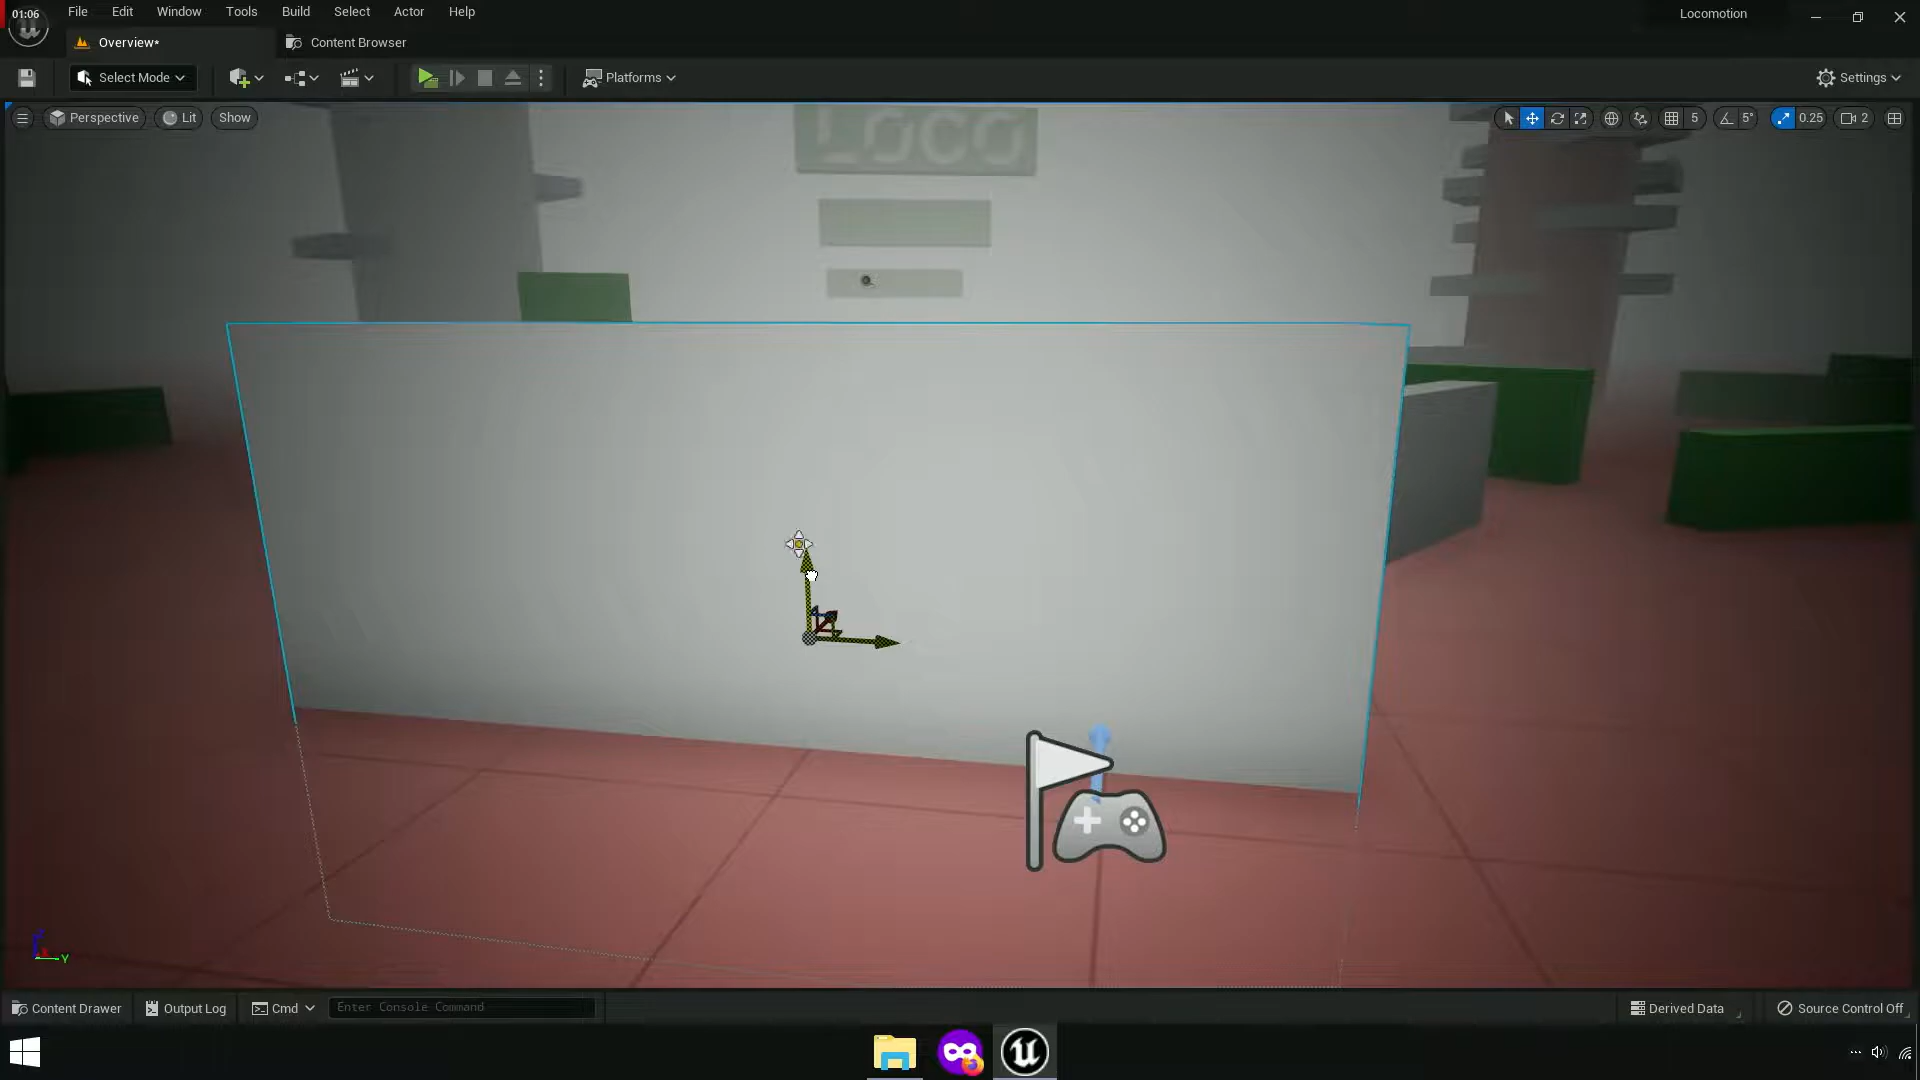 01:06
File Edit Window Tools Build Select Actor Help
Locomotion
Overview*
Content Browser
Select Mode
Platforms
Settings
Perspective
Lit
Show
5
5°
0.25
2
LOCO
Y
Content Drawer
Output Log
Cmd
Enter Console Command
Derived Data
Source Control Off